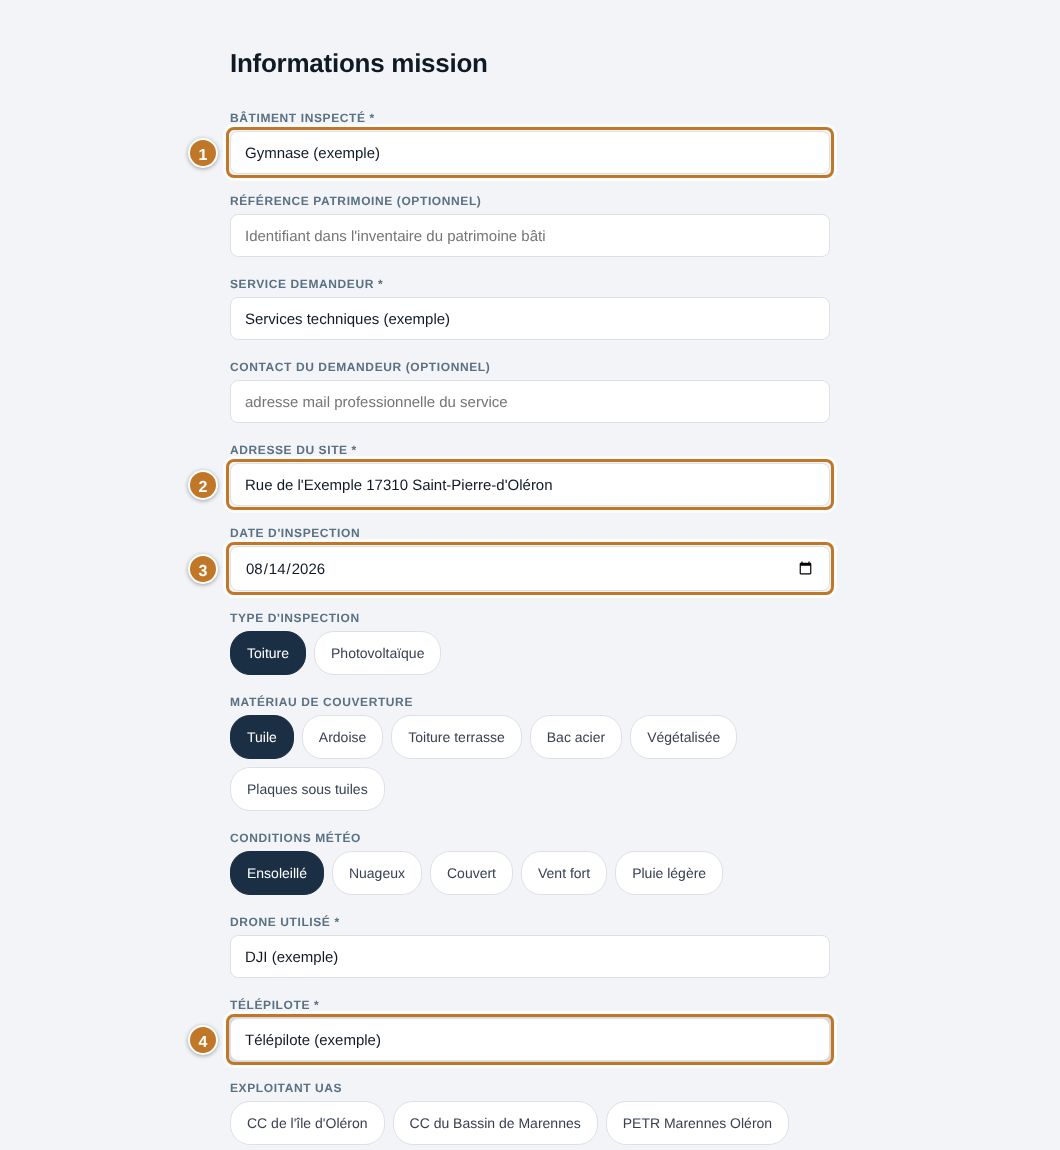 Informations mission
BÂTIMENT INSPECTÉ *
1
Gymnase (exemple)
RÉFÉRENCE PATRIMOINE (OPTIONNEL)
Identifiant dans l'inventaire du patrimoine bâti
SERVICE DEMANDEUR *
Services techniques (exemple)
CONTACT DU DEMANDEUR (OPTIONNEL)
adresse mail professionnelle du service
ADRESSE DU SITE *
2
Rue de l'Exemple 17310 Saint-Pierre-d'Oléron
DATE D'INSPECTION
3
08/14/2026
TYPE D'INSPECTION
Toiture Photovoltaïque
MATÉRIAU DE COUVERTURE
Tuile Ardoise Toiture terrasse Bac acier Végétalisée
Plaques sous tuiles
CONDITIONS MÉTÉO
Ensoleillé Nuageux Couvert Vent fort Pluie légère
DRONE UTILISÉ *
DJI (exemple)
TÉLÉPILOTE *
4
Télépilote (exemple)
EXPLOITANT UAS
CC de l'île d'Oléron CC du Bassin de Marennes PETR Marennes Oléron